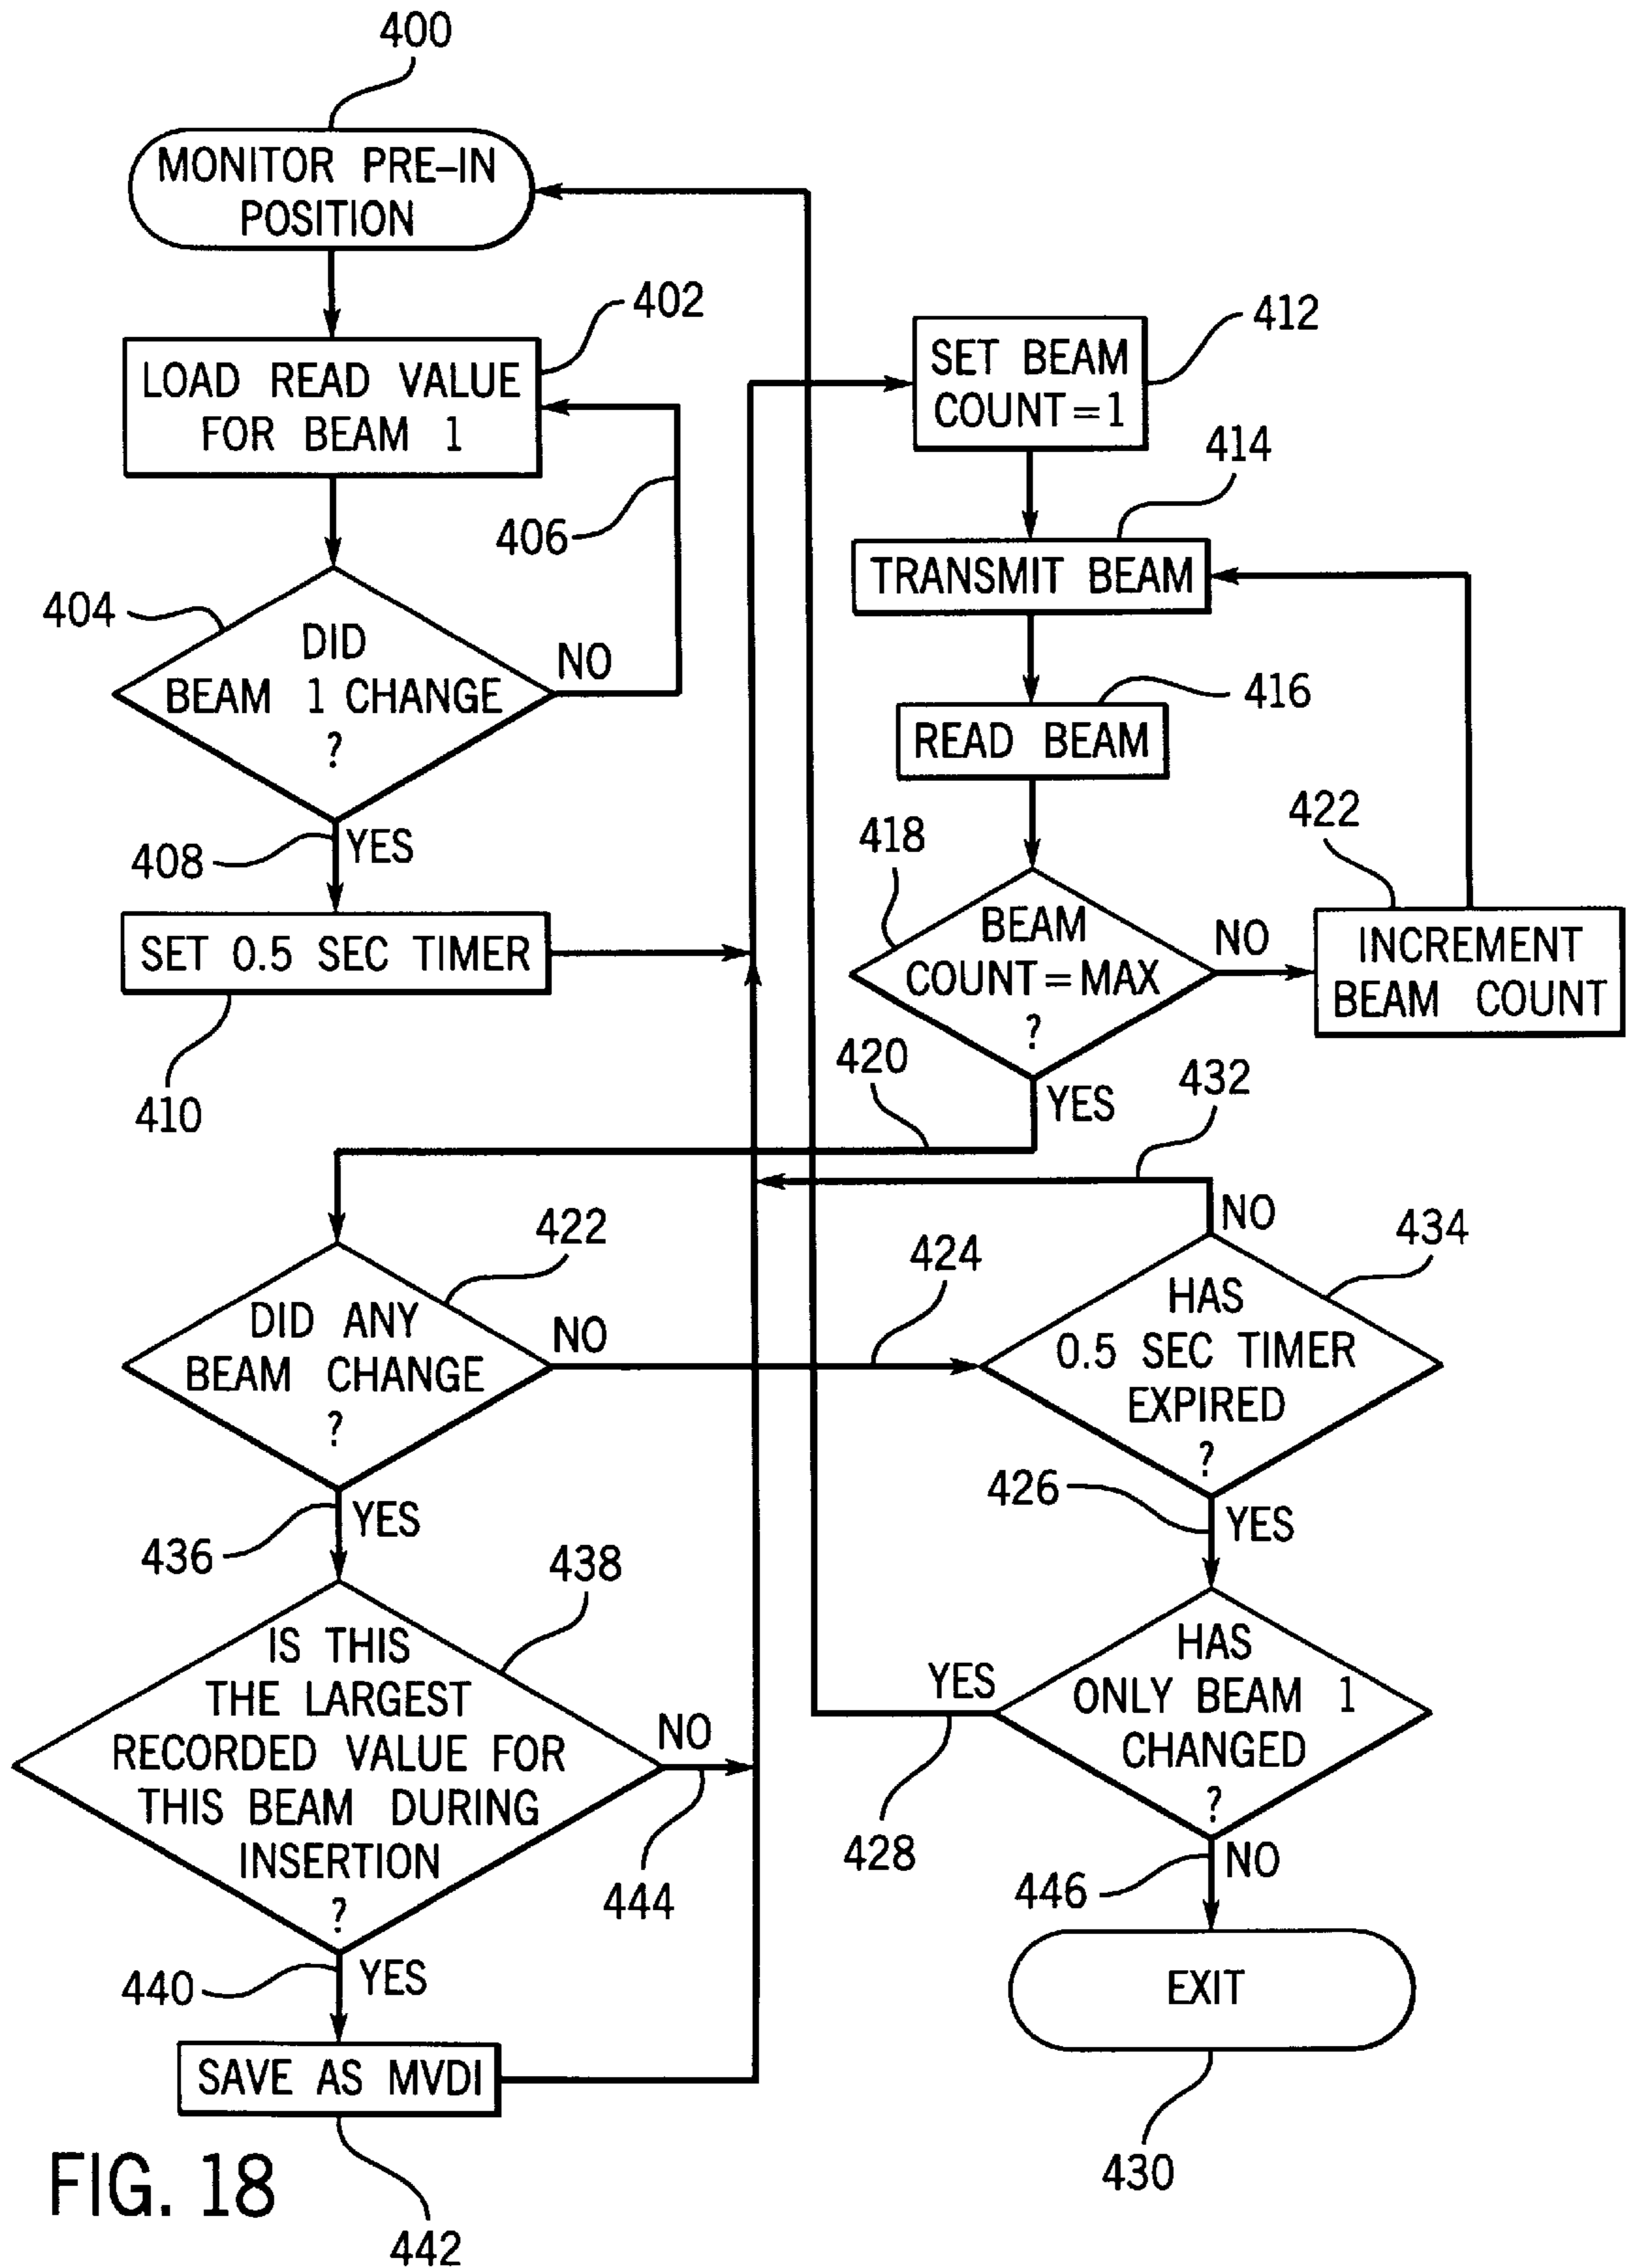 400
MONITOR PRE-IN
POSITION
402
LOAD READ VALUE
FOR BEAM 1
406
404
DID
BEAM 1 CHANGE
?
NO
408
YES
SET 0.5 SEC TIMER
410
412
SET BEAM
COUNT=1
414
TRANSMIT BEAM
416
READ BEAM
418
BEAM
COUNT=MAX
?
NO
422
INCREMENT
BEAM COUNT
420
YES
432
422
DID ANY
BEAM CHANGE
?
NO
424
NO
434
HAS
0.5 SEC TIMER
EXPIRED
?
426
YES
436
YES
438
IS THIS
THE LARGEST
RECORDED VALUE FOR
THIS BEAM DURING
INSERTION
?
NO
444
YES
428
HAS
ONLY BEAM 1
CHANGED
?
446
NO
440
YES
SAVE AS MVDI
442
EXIT
430
FIG. 18